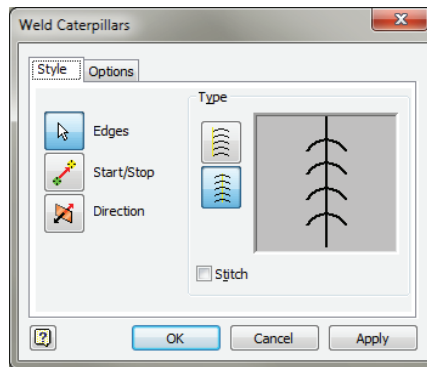 Weld Caterpillars
Style Options
Type
Edges
Start/Stop
Direction
Stitch
OK Cancel Apply